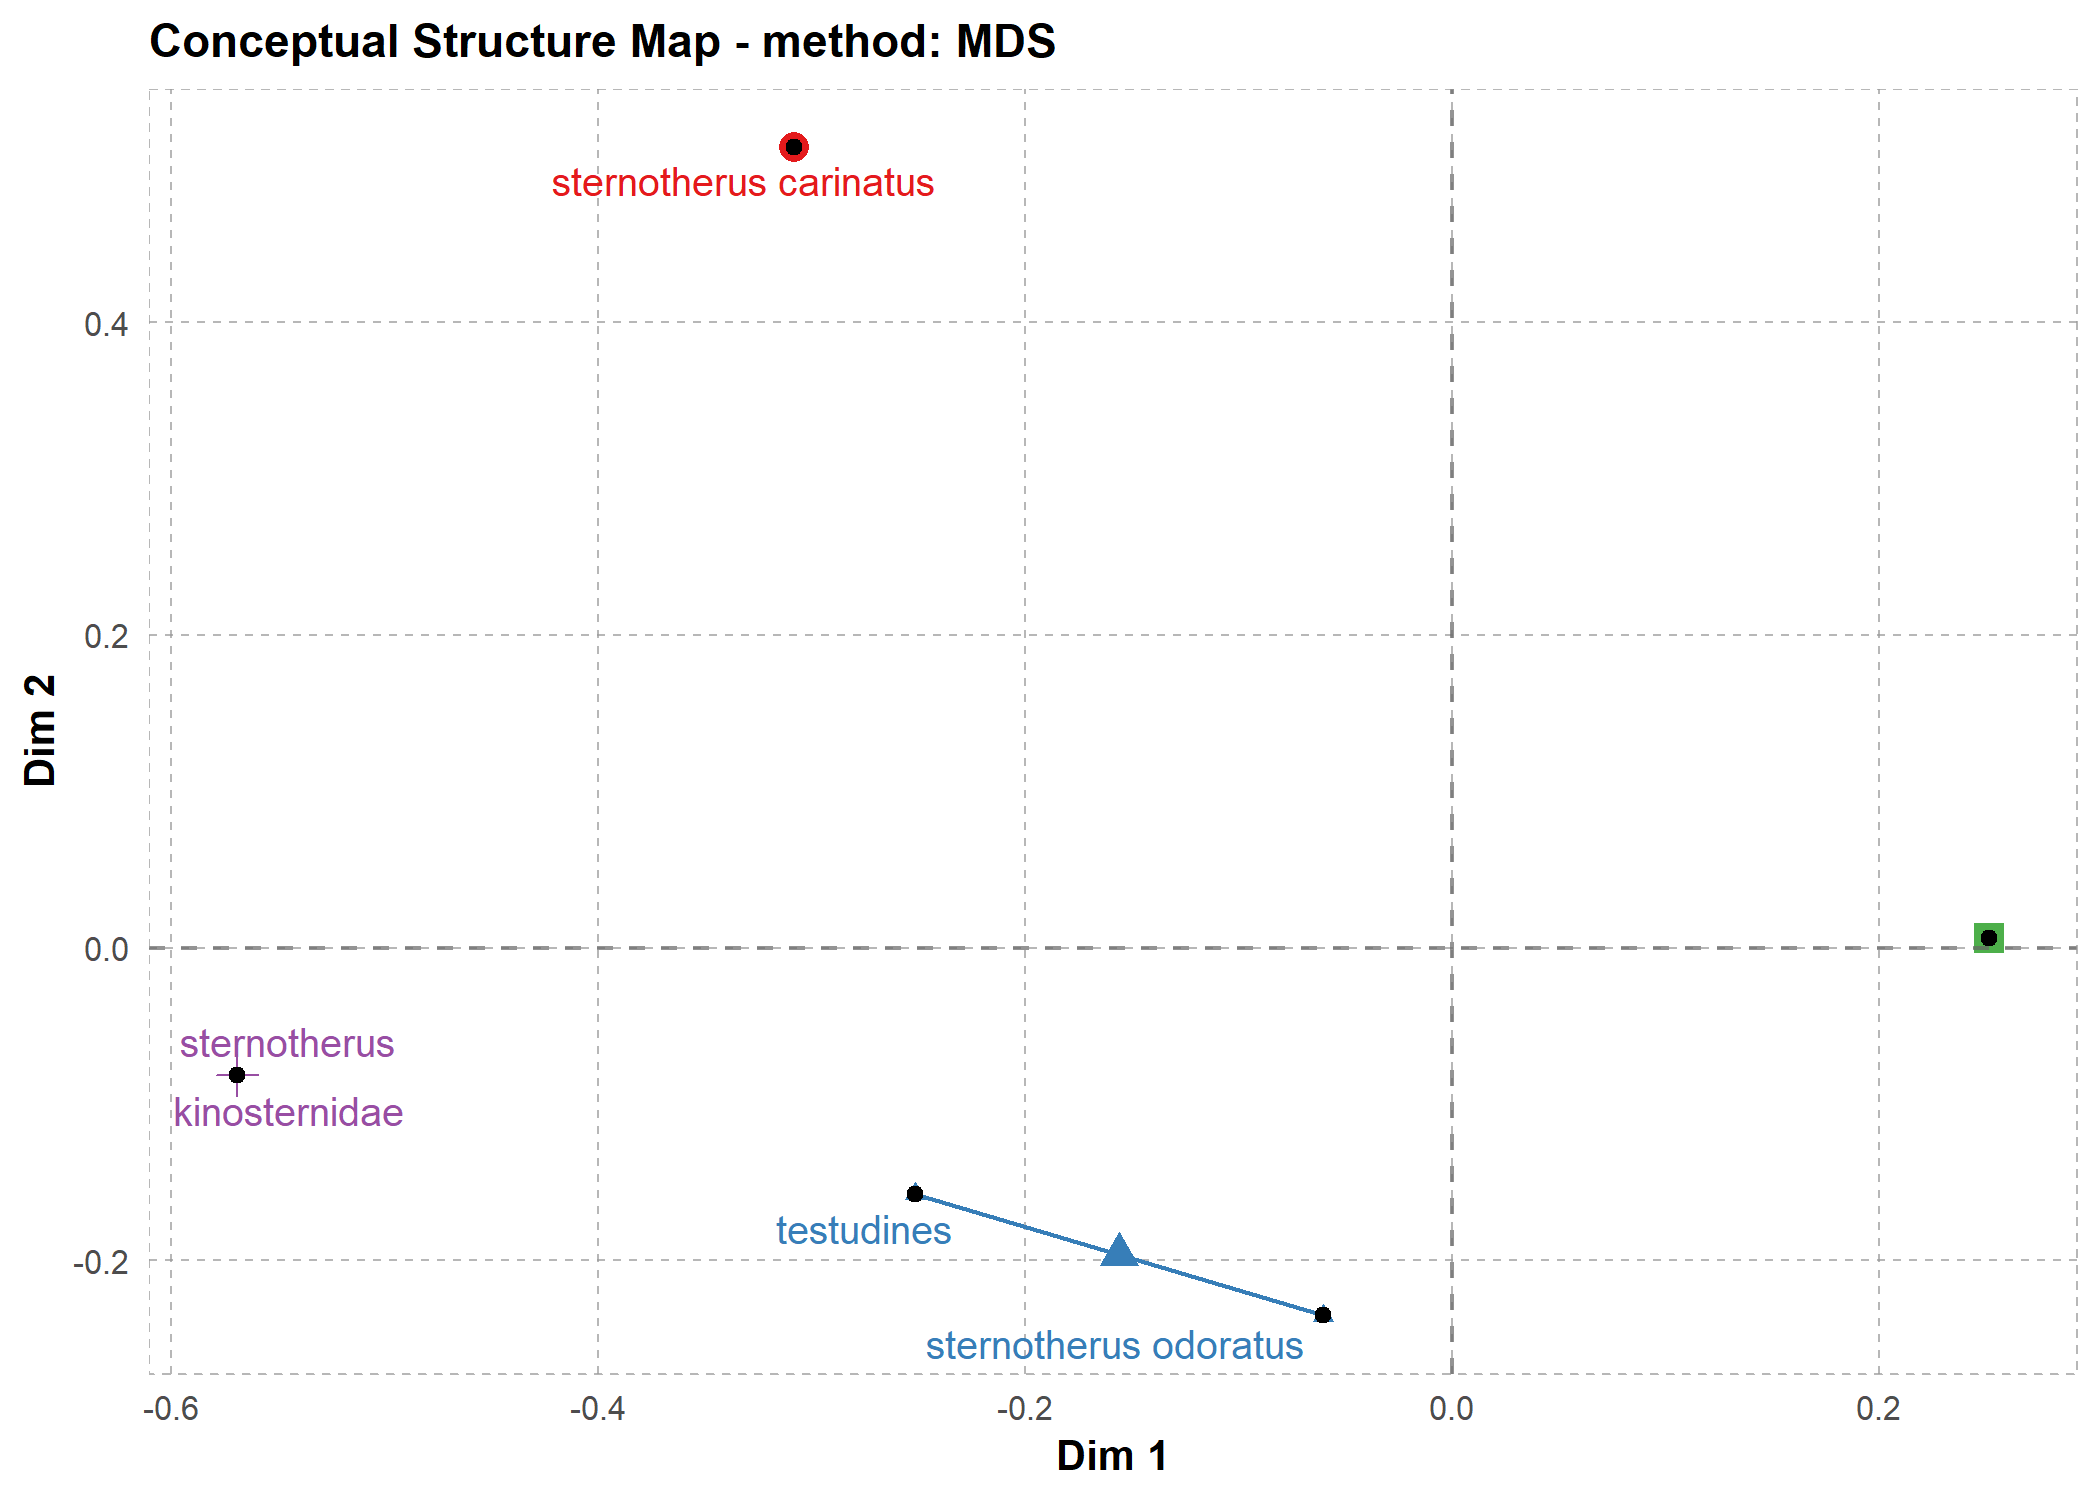 Conceptual Structure Map - method: MDS
sternotherus carinatus
0.4
0.2
Dim 2
0.0
sternotherus
kinosternidae
testudines
-0.2
sternotherus odoratus
-0.6 -0.4 -0.2 0.0 0.2
Dim 1